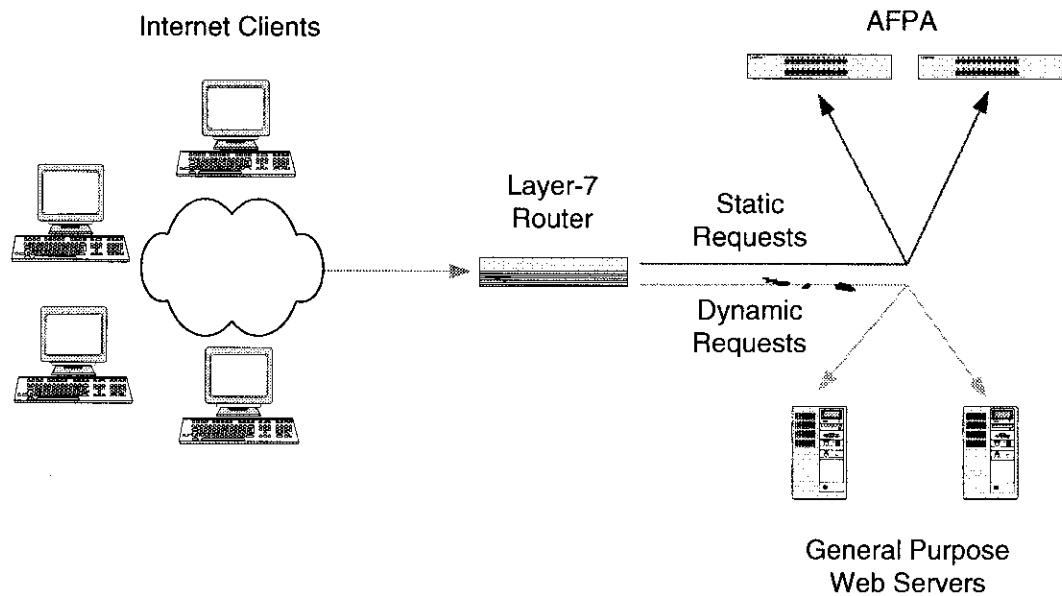 Internet Clients
AFPA
Layer-7
Router
Static
Requests
Dynamic
Requests
General Purpose
Web Servers